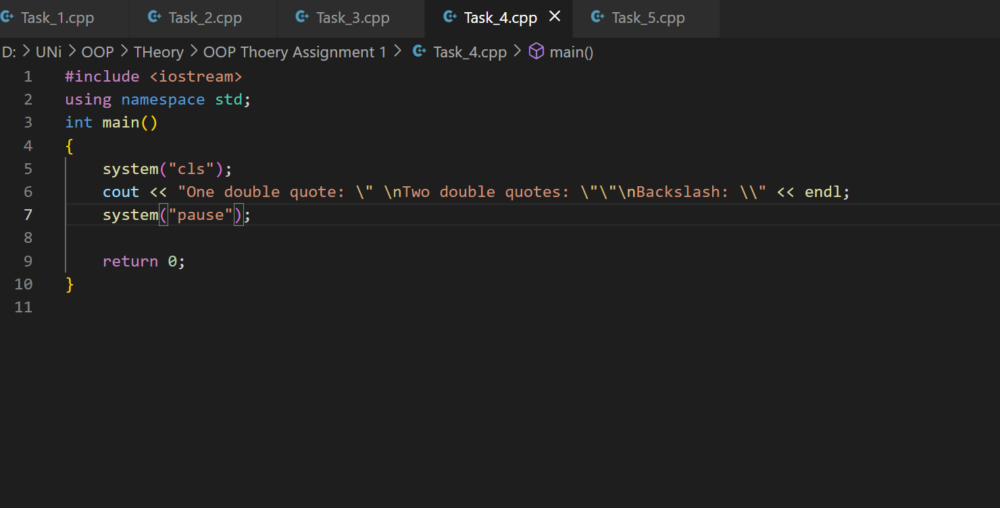 Task_1.cpp Task_2.cpp Task_3.cpp Task_4.cpp Task_5.cpp
D: > UNi > OOP > THeory > OOP Thoery Assignment 1 > Task_4.cpp > main()
1 #include <iostream>
2 using namespace std;
3 int main()
4 {
5     system("cls");
6     cout << "One double quote: \" \nTwo double quotes: \"\"\nBackslash: \\" << endl;
7     system("pause");
8
9     return 0;
10 }
11